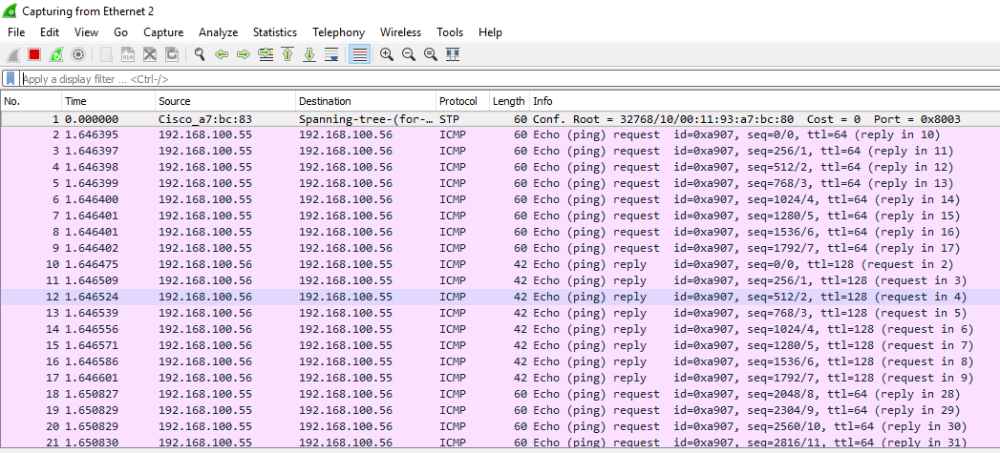 Capturing from Ethernet 2
File Edit View Go Capture Analyze Statistics Telephony Wireless Tools Help
Apply a display filter ... <Ctrl-/>
No. Time Source Destination Protocol Length Info
1 0.000000 Cisco_a7:bc:83 Spanning-tree-(for-… STP 60 Conf. Root = 32768/10/00:11:93:a7:bc:80 Cost = 0 Port = 0x8003
2 1.646395 192.168.100.55 192.168.100.56 ICMP 60 Echo (ping) request id=0xa907, seq=0/0, ttl=64 (reply in 10)
3 1.646397 192.168.100.55 192.168.100.56 ICMP 60 Echo (ping) request id=0xa907, seq=256/1, ttl=64 (reply in 11)
4 1.646398 192.168.100.55 192.168.100.56 ICMP 60 Echo (ping) request id=0xa907, seq=512/2, ttl=64 (reply in 12)
5 1.646399 192.168.100.55 192.168.100.56 ICMP 60 Echo (ping) request id=0xa907, seq=768/3, ttl=64 (reply in 13)
6 1.646400 192.168.100.55 192.168.100.56 ICMP 60 Echo (ping) request id=0xa907, seq=1024/4, ttl=64 (reply in 14)
7 1.646401 192.168.100.55 192.168.100.56 ICMP 60 Echo (ping) request id=0xa907, seq=1280/5, ttl=64 (reply in 15)
8 1.646401 192.168.100.55 192.168.100.56 ICMP 60 Echo (ping) request id=0xa907, seq=1536/6, ttl=64 (reply in 16)
9 1.646402 192.168.100.55 192.168.100.56 ICMP 60 Echo (ping) request id=0xa907, seq=1792/7, ttl=64 (reply in 17)
10 1.646475 192.168.100.56 192.168.100.55 ICMP 42 Echo (ping) reply id=0xa907, seq=0/0, ttl=128 (request in 2)
11 1.646509 192.168.100.56 192.168.100.55 ICMP 42 Echo (ping) reply id=0xa907, seq=256/1, ttl=128 (request in 3)
12 1.646524 192.168.100.56 192.168.100.55 ICMP 42 Echo (ping) reply id=0xa907, seq=512/2, ttl=128 (request in 4)
13 1.646539 192.168.100.56 192.168.100.55 ICMP 42 Echo (ping) reply id=0xa907, seq=768/3, ttl=128 (request in 5)
14 1.646556 192.168.100.56 192.168.100.55 ICMP 42 Echo (ping) reply id=0xa907, seq=1024/4, ttl=128 (request in 6)
15 1.646571 192.168.100.56 192.168.100.55 ICMP 42 Echo (ping) reply id=0xa907, seq=1280/5, ttl=128 (request in 7)
16 1.646586 192.168.100.56 192.168.100.55 ICMP 42 Echo (ping) reply id=0xa907, seq=1536/6, ttl=128 (request in 8)
17 1.646601 192.168.100.56 192.168.100.55 ICMP 42 Echo (ping) reply id=0xa907, seq=1792/7, ttl=128 (request in 9)
18 1.650827 192.168.100.55 192.168.100.56 ICMP 60 Echo (ping) request id=0xa907, seq=2048/8, ttl=64 (reply in 28)
19 1.650829 192.168.100.55 192.168.100.56 ICMP 60 Echo (ping) request id=0xa907, seq=2304/9, ttl=64 (reply in 29)
20 1.650829 192.168.100.55 192.168.100.56 ICMP 60 Echo (ping) request id=0xa907, seq=2560/10, ttl=64 (reply in 30)
21 1.650830 192.168.100.55 192.168.100.56 ICMP 60 Echo (ping) request id=0xa907, seq=2816/11, ttl=64 (reply in 31)